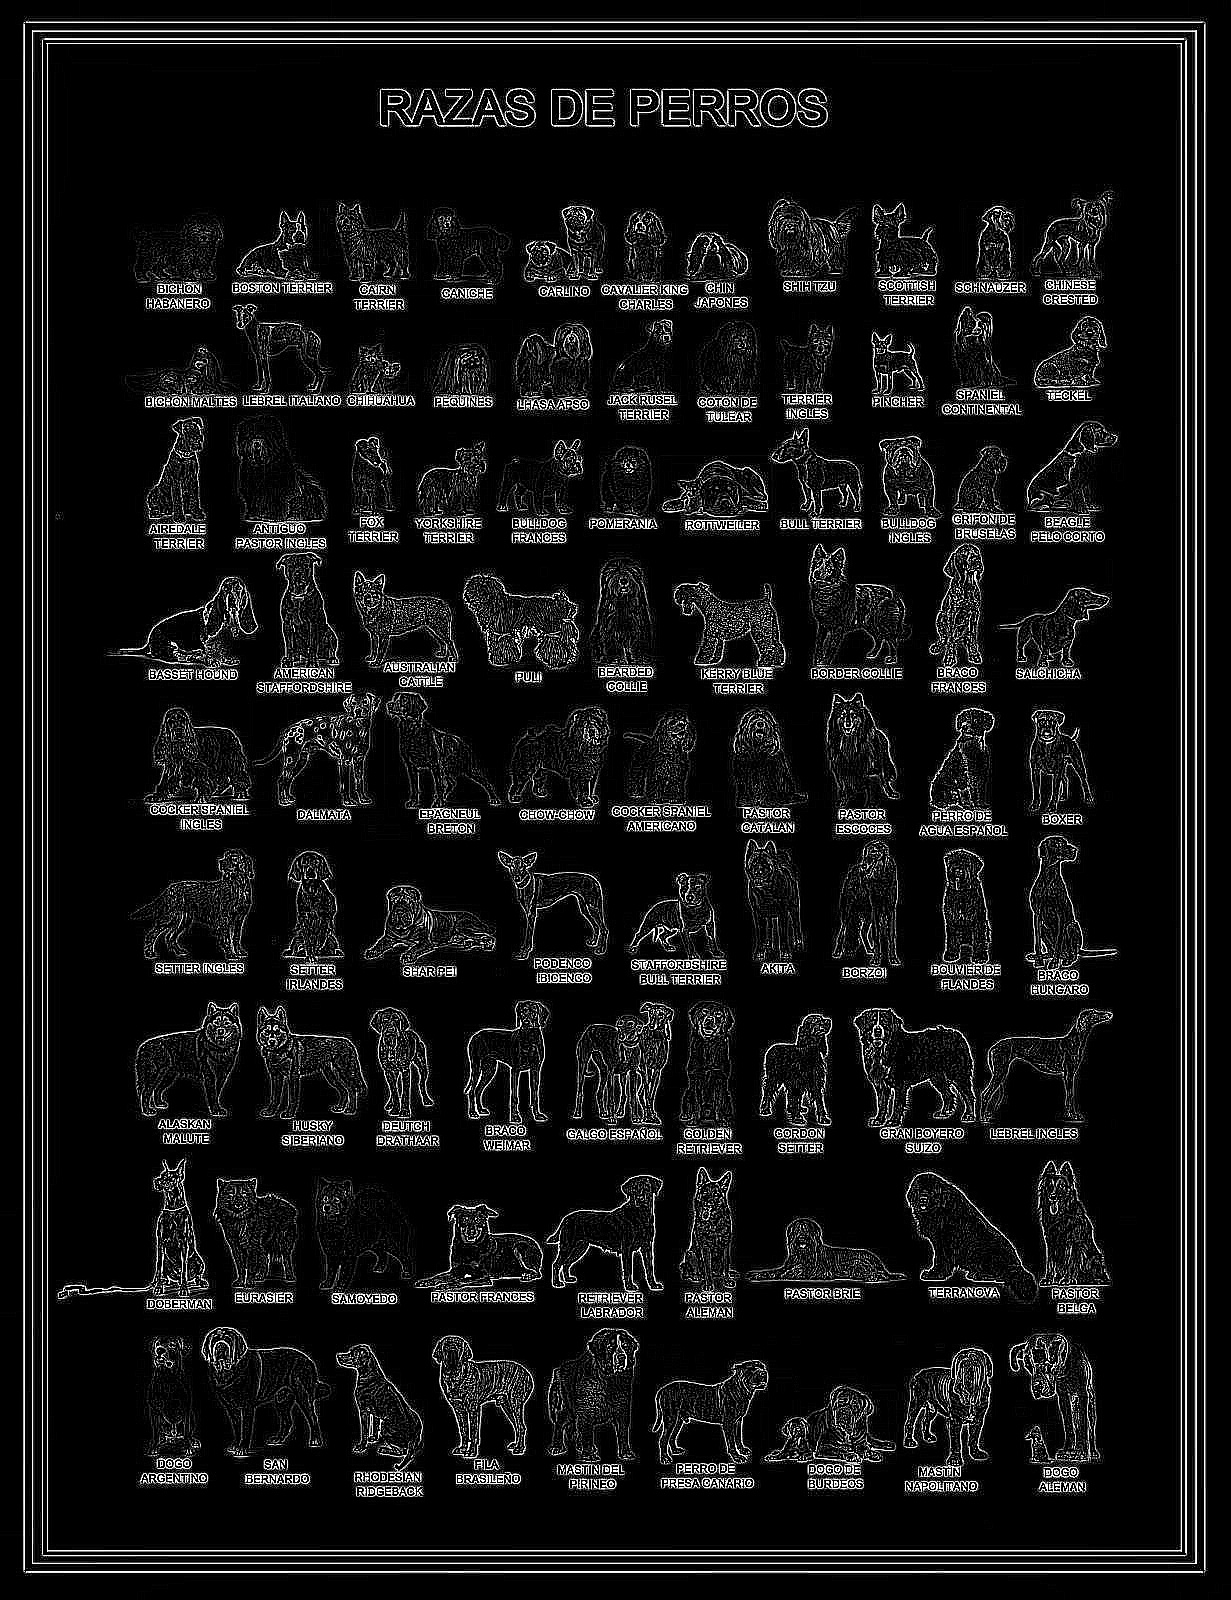 RAZAS DE PERROS
BICHON
HABANERO
BOSTON TERRIER
CAIRN
TERRIER
CANICHE
CARLINO
CAVALIER KING
CHARLES
CHIN
JAPONES
SHIH TZU
SCOTTISH
TERRIER
SCHNAUZER
CHINESE
CRESTED
BICHON MALTES
LEBREL ITALIANO
CHIHUAHUA
PEQUINES
LHASA APSO
JACK RUSEL
TERRIER
COTON DE
TULEAR
TERRIER
INGLES
PINCHER
SPANIEL
CONTINENTAL
TECKEL
AIREDALE
TERRIER
ANTIGUO
PASTOR INGLES
FOX
TERRIER
YORKSHIRE
TERRIER
BULLDOG
FRANCES
POMERANIA
ROTTWEILER
BULL TERRIER
BULLDOG
INGLES
GRIFON DE
BRUSELAS
BEAGLE
PELO CORTO
BASSET HOUND
AMERICAN
STAFFORDSHIRE
AUSTRALIAN
CATTLE
PULI
BEARDED
COLLIE
KERRY BLUE
TERRIER
BORDER COLLIE
BRACO
FRANCES
SALCHICHA
COCKER SPANIEL
INGLES
DALMATA
EPAGNEUL
BRETON
CHOW-CHOW
COCKER SPANIEL
AMERICANO
PASTOR
CATALAN
PASTOR
ESCOCES
PERRO DE
AGUA ESPAÑOL
BOXER
SETTER INGLES
SETTER
IRLANDES
SHAR PEI
PODENCO
IBICENCO
STAFFORDSHIRE
BULL TERRIER
AKITA
BORZOI
BOUVIER DE
FLANDES
BRACO
HUNGARO
ALASKAN
MALUTE
HUSKY
SIBERIANO
DEUTCH
DRATHAAR
BRACO
WEIMAR
GALGO ESPAÑOL
GOLDEN
RETRIEVER
GORDON
SETTER
GRAN BOYERO
SUIZO
LEBREL INGLES
DOBERMAN
EURASIER
SAMOYEDO
PASTOR FRANCES
RETRIEVER
LABRADOR
PASTOR
ALEMAN
PASTOR BRIE
TERRANOVA
PASTOR
BELGA
DOGO
ARGENTINO
SAN
BERNARDO
RHODESIAN
RIDGEBACK
FILA
BRASILEÑO
MASTIN DEL
PIRINEO
PERRO DE
PRESA CANARIO
DOGO DE
BURDEOS
MASTIN
NAPOLITANO
DOGO
ALEMAN